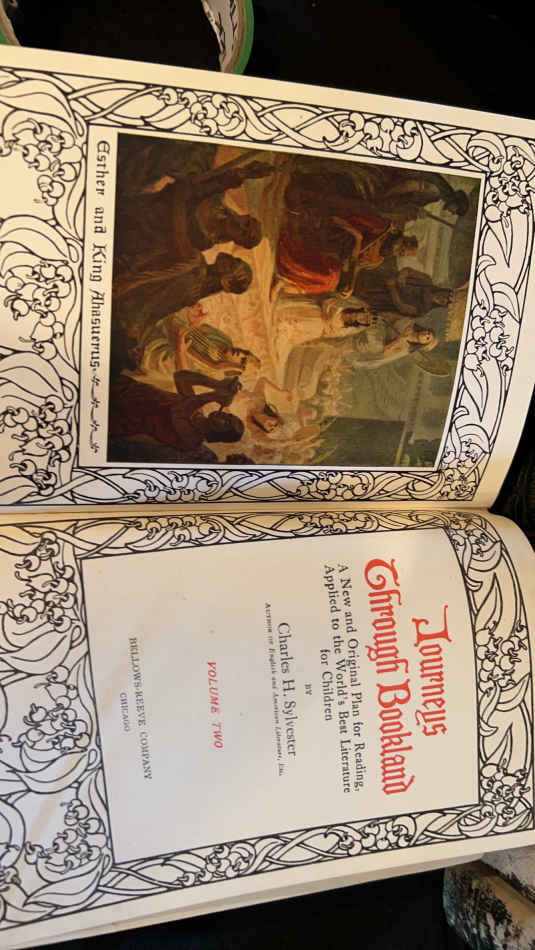 Esther and King Ahasuerus.
Journeys
Through Bookland
A New and Original Plan for Reading,
Applied to the World's Best Literature
for Children
BY
Charles H. Sylvester
AUTHOR OF English and American Literature, Etc.
VOLUME TWO
BELLOWS-REEVE COMPANY
CHICAGO